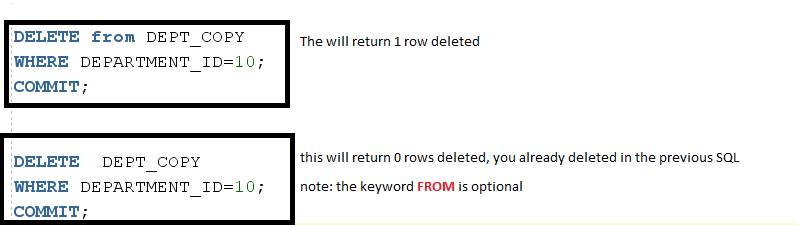 DELETE from DEPT_COPY
WHERE DEPARTMENT_ID=10;
COMMIT;
The will return 1 row deleted
DELETE  DEPT_COPY
WHERE DEPARTMENT_ID=10;
COMMIT;
this will return 0 rows deleted, you already deleted in the previous SQL
note: the keyword FROM is optional